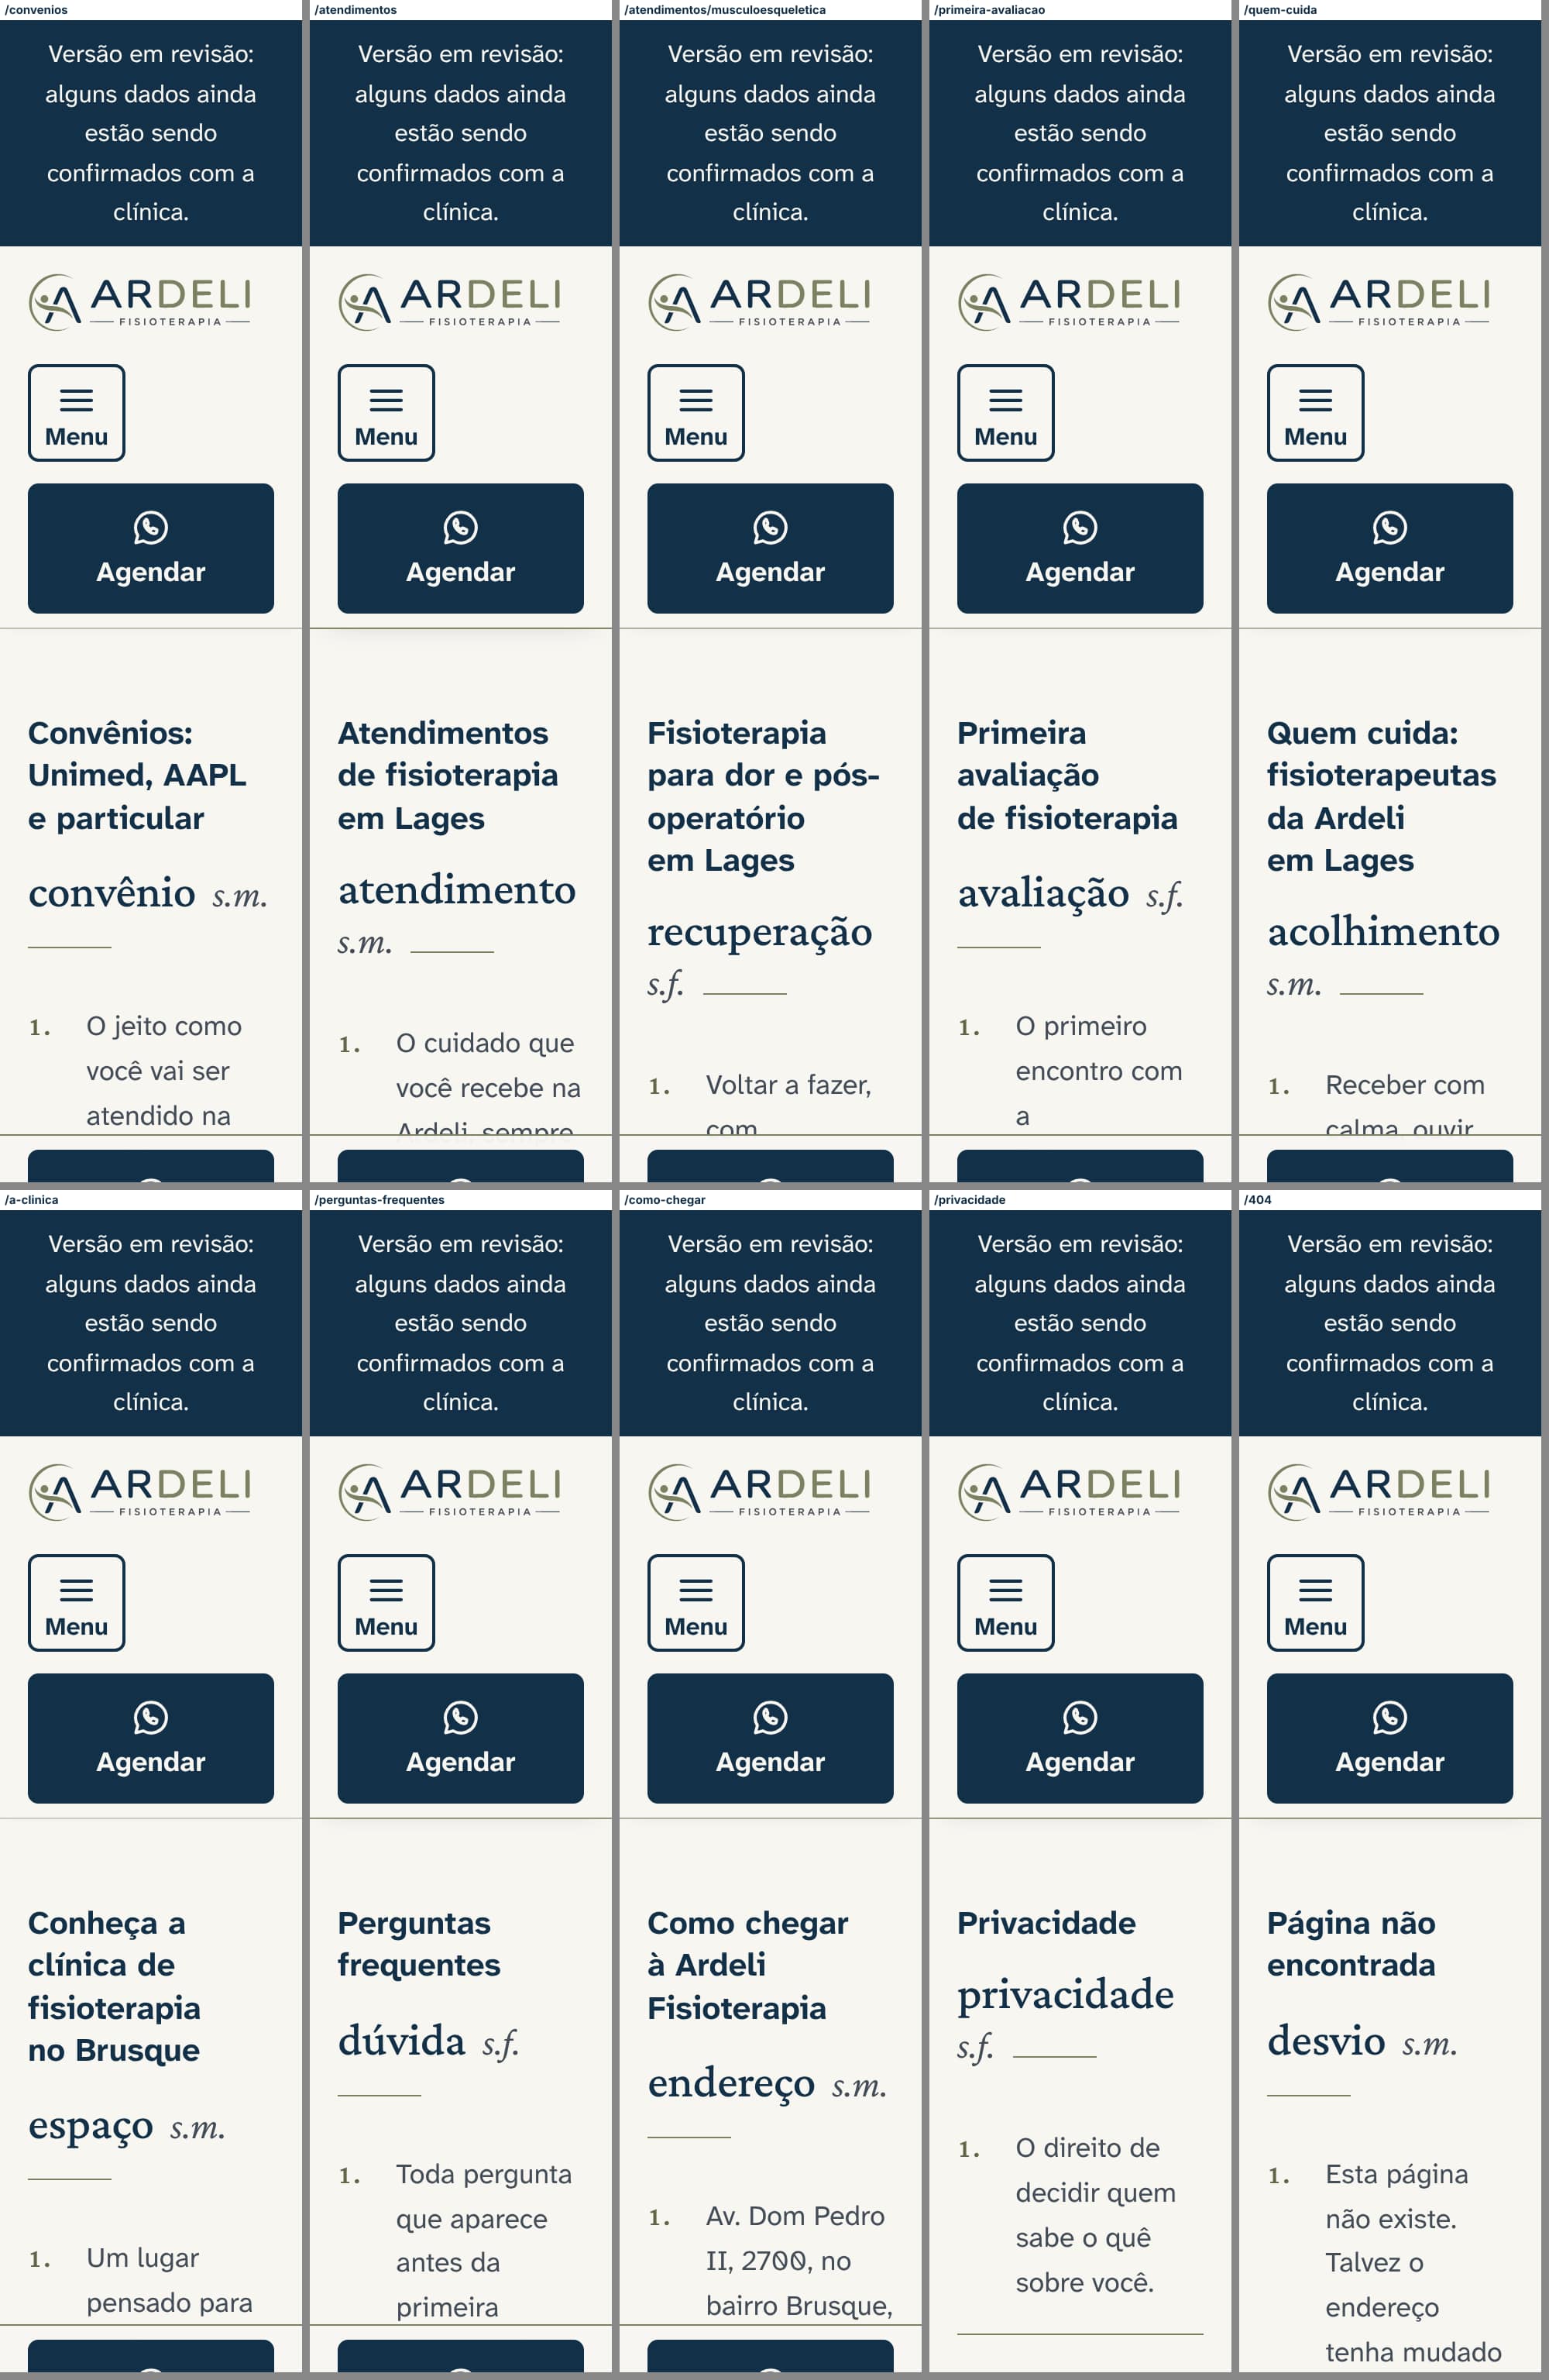 /convenios
Versão em revisão:
alguns dados ainda
estão sendo
confirmados com a
clínica.
ARDELI
FISIOTERAPIA
Menu
Agendar
Convênios:
Unimed, AAPL
e particular
convênio s.m.
1. O jeito como
você vai ser
atendido na
/atendimentos
Versão em revisão:
alguns dados ainda
estão sendo
confirmados com a
clínica.
ARDELI
FISIOTERAPIA
Menu
Agendar
Atendimentos
de fisioterapia
em Lages
atendimento
s.m.
1. O cuidado que
você recebe na
Ardeli, sempre
/atendimentos/musculoesqueletica
Versão em revisão:
alguns dados ainda
estão sendo
confirmados com a
clínica.
ARDELI
FISIOTERAPIA
Menu
Agendar
Fisioterapia
para dor e pós-
operatório
em Lages
recuperação
s.f.
1. Voltar a fazer,
com
/primeira-avaliacao
Versão em revisão:
alguns dados ainda
estão sendo
confirmados com a
clínica.
ARDELI
FISIOTERAPIA
Menu
Agendar
Primeira
avaliação
de fisioterapia
avaliação s.f.
1. O primeiro
encontro com
a
/quem-cuida
Versão em revisão:
alguns dados ainda
estão sendo
confirmados com a
clínica.
ARDELI
FISIOTERAPIA
Menu
Agendar
Quem cuida:
fisioterapeutas
da Ardeli
em Lages
acolhimento
s.m.
1. Receber com
calma, ouvir
/a-clinica
Versão em revisão:
alguns dados ainda
estão sendo
confirmados com a
clínica.
ARDELI
FISIOTERAPIA
Menu
Agendar
Conheça a
clínica de
fisioterapia
no Brusque
espaço s.m.
1. Um lugar
pensado para
/perguntas-frequentes
Versão em revisão:
alguns dados ainda
estão sendo
confirmados com a
clínica.
ARDELI
FISIOTERAPIA
Menu
Agendar
Perguntas
frequentes
dúvida s.f.
1. Toda pergunta
que aparece
antes da
primeira
/como-chegar
Versão em revisão:
alguns dados ainda
estão sendo
confirmados com a
clínica.
ARDELI
FISIOTERAPIA
Menu
Agendar
Como chegar
à Ardeli
Fisioterapia
endereço s.m.
1. Av. Dom Pedro
II, 2700, no
bairro Brusque,
/privacidade
Versão em revisão:
alguns dados ainda
estão sendo
confirmados com a
clínica.
ARDELI
FISIOTERAPIA
Menu
Agendar
Privacidade
privacidade
s.f.
1. O direito de
decidir quem
sabe o quê
sobre você.
/404
Versão em revisão:
alguns dados ainda
estão sendo
confirmados com a
clínica.
ARDELI
FISIOTERAPIA
Menu
Agendar
Página não
encontrada
desvio s.m.
1. Esta página
não existe.
Talvez o
endereço
tenha mudado